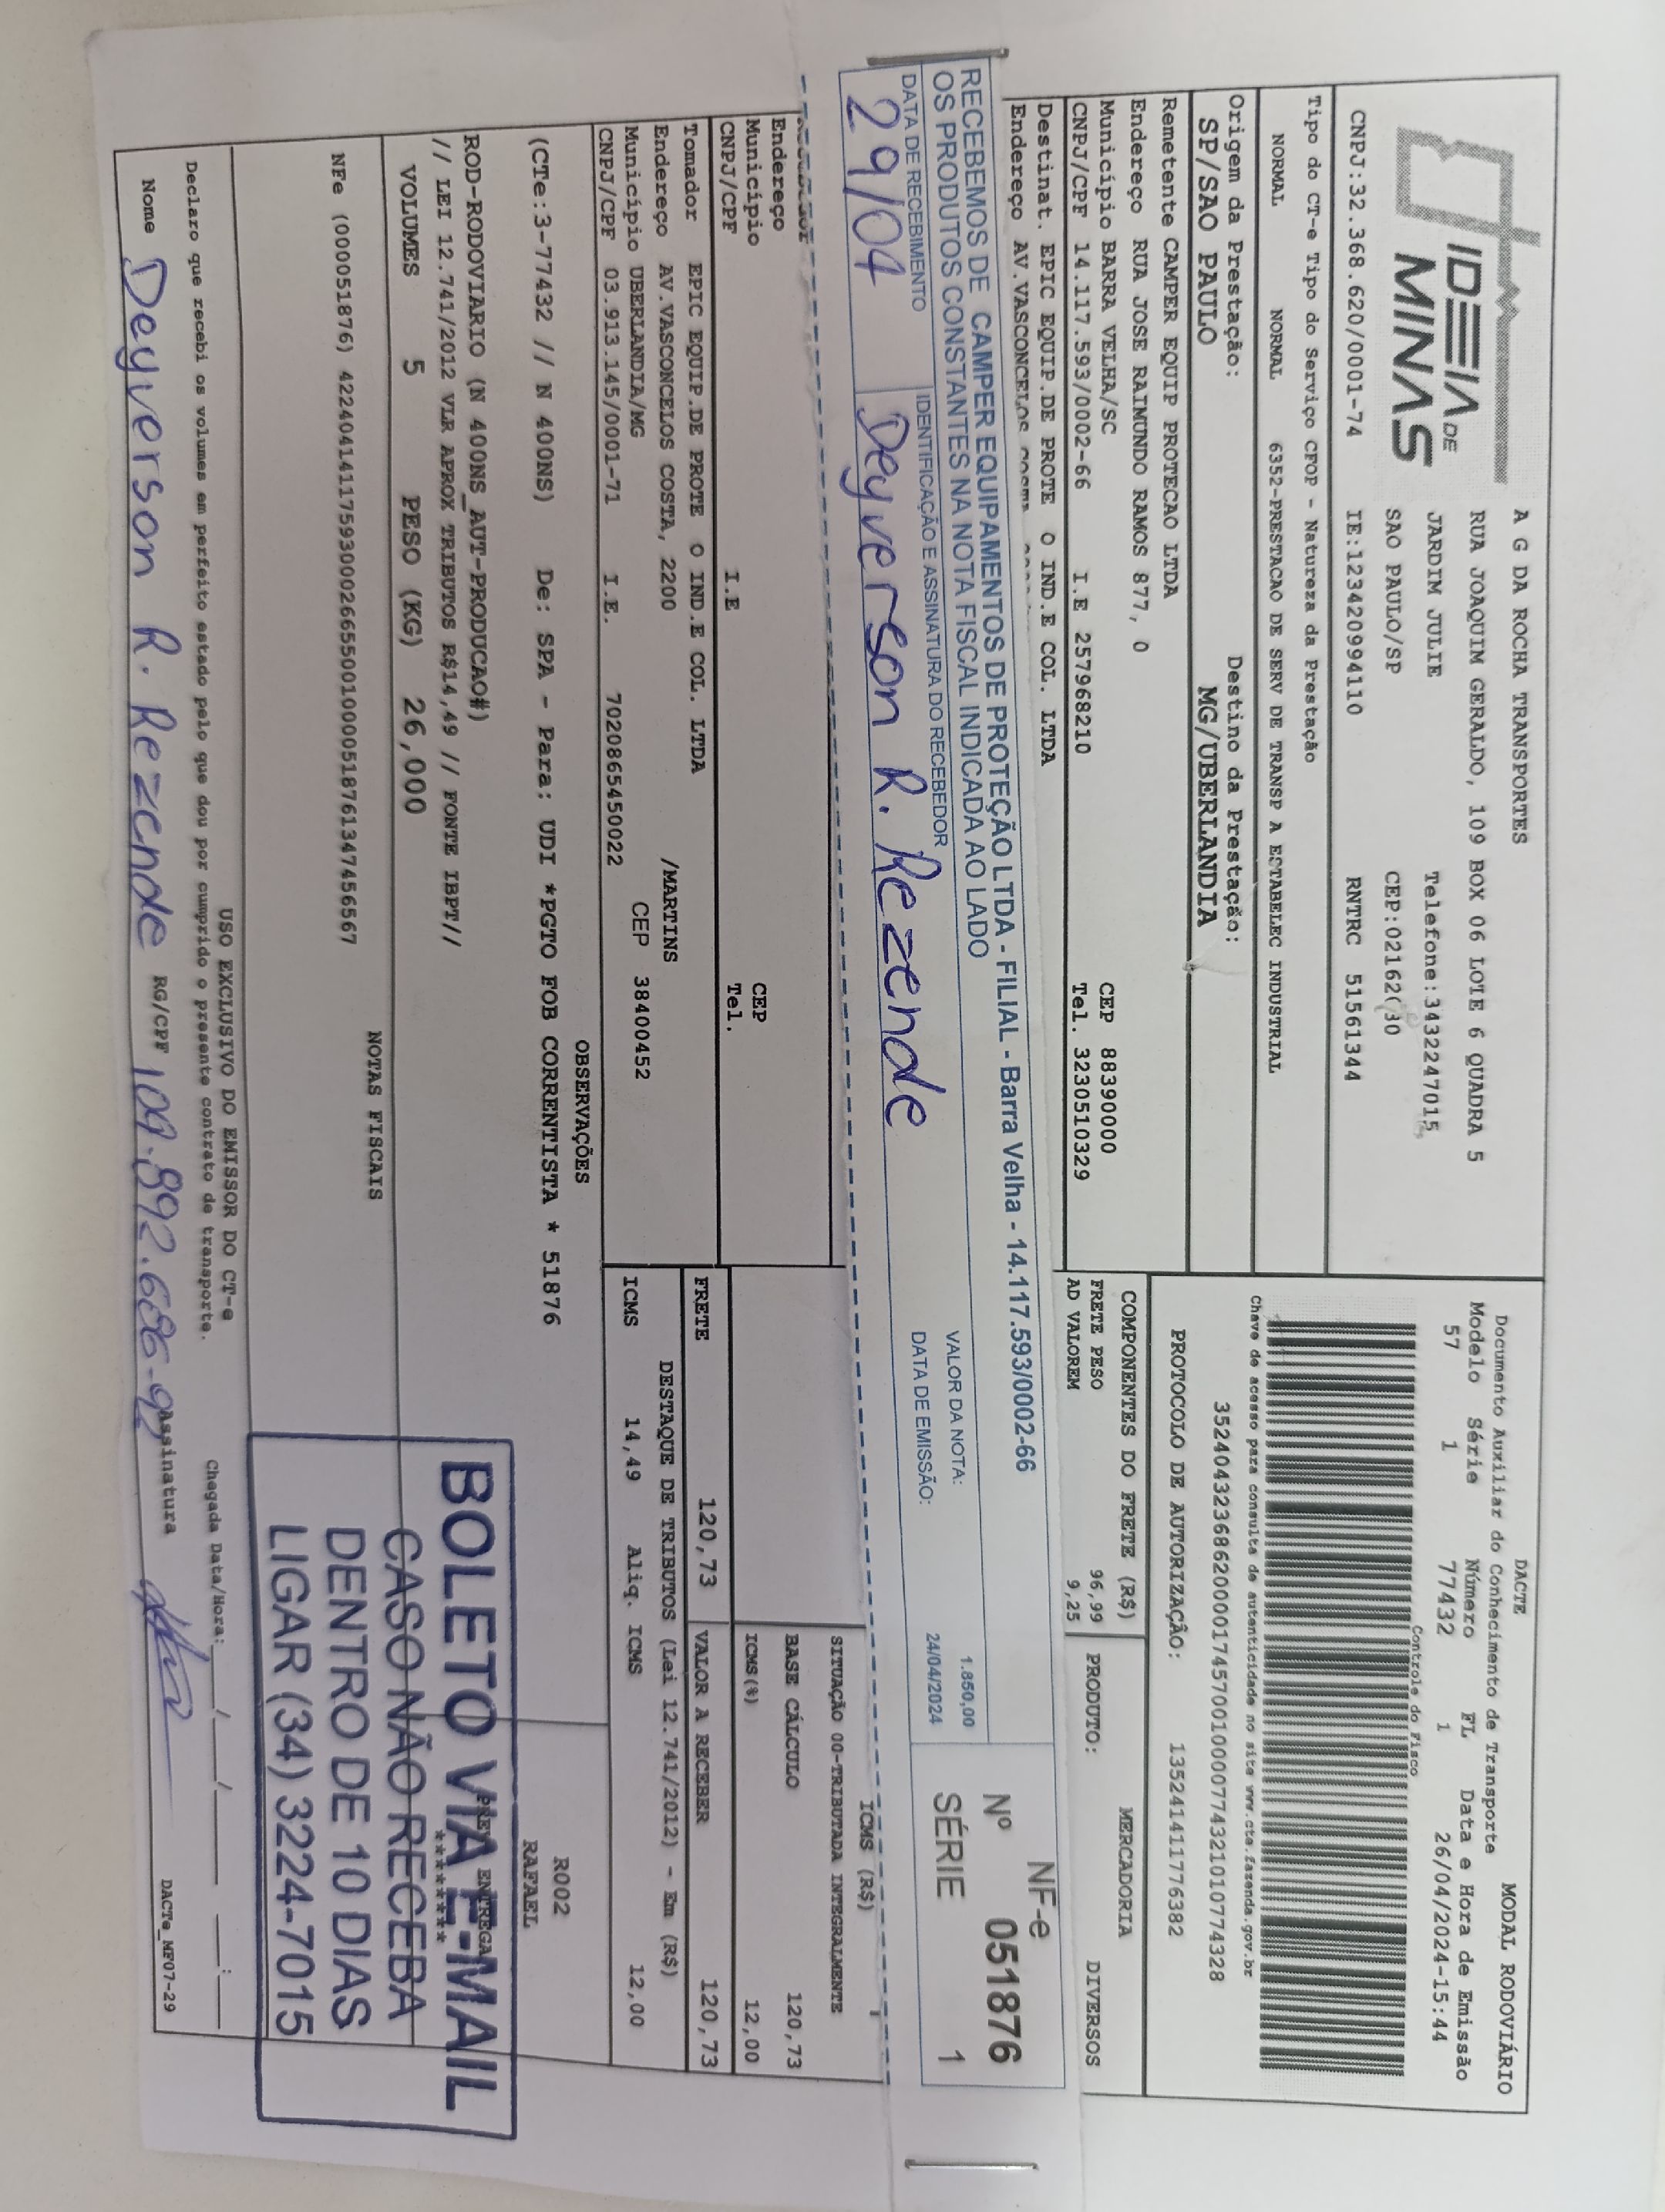 IDEIA DE
MINAS
A G DA ROCHA TRANSPORTES
RUA JOAQUIM GERALDO, 109 BOX 06 LOTE 6 QUADRA 5
JARDIM JULIE Telefone:3432247015
SAO PAULO/SP CEP:02162
CNPJ:32.368.620/0001-74 IE:123420994110 RNTRC 51561344
DACTE MODAL RODOVIÁRIO
Documento Auxiliar do Conhecimento de Transporte
Modelo Série Número FL Data e Hora de Emissão
57 1 77432 1 26/04/2024-15:44
Controle do Fisco
Chave de acesso para consulta de autenticidade no site www.cte.fazenda.gov.br
35240432368620000174570010000774321010774328
PROTOCOLO DE AUTORIZAÇÃO: 135241411776382
Tipo do CT-e Tipo do Serviço CFOP - Natureza da Prestação
NORMAL NORMAL 6352-PRESTACAO DE SERV DE TRANSP A ESTABELEC INDUSTRIAL
Origem da Prestação: Destino da Prestação:
SP/SAO PAULO MG/UBERLANDIA
Remetente CAMPER EQUIP PROTECAO LTDA
Endereço RUA JOSE RAIMUNDO RAMOS 877, 0
Município BARRA VELHA/SC CEP 88390000
CNPJ/CPF 14.117.593/0002-66 I.E 257968210 Tel. 323051032​9
Destinat. EPIC EQUIP.DE PROTE O IND.E COL. LTDA
Endereço AV.VASCONCELOS
COMPONENTES DO FRETE (R$)
FRETE PESO 96,99
AD VALOREM 9,25
MERCADORIA
PRODUTO: DIVERSOS
RECEBEMOS DE CAMPER EQUIPAMENTOS DE PROTEÇÃO LTDA - FILIAL - Barra Velha - 14.117.593/0002-66
OS PRODUTOS CONSTANTES NA NOTA FISCAL INDICADA AO LADO
VALOR DA NOTA: 1.850,00
DATA DE EMISSÃO: 24/04/2024
DATA DE RECEBIMENTO IDENTIFICAÇÃO E ASSINATURA DO RECEBEDOR
29/04 Deyverson R. Rezende
NF-e
Nº 051876
SÉRIE 1
Endereço
Município CEP
CNPJ/CPF I.E Tel.
ICMS (R$)
SITUAÇÃO 00-TRIBUTADA INTEGRALMENTE
BASE CÁLCULO 120,73
ICMS(%) 12,00
Tomador EPIC EQUIP.DE PROTE O IND.E COL. LTDA
Endereço AV.VASCONCELOS COSTA, 2200 /MARTINS
Município UBERLANDIA/MG CEP 38400452
CNPJ/CPF 03.913.145/0001-71 I.E. 7020865450022
FRETE 120,73 VALOR A RECEBER 120,73
DESTAQUE DE TRIBUTOS (Lei 12.741/2012) - Em (R$)
ICMS 14,49 Aliq. ICMS 12,00
OBSERVAÇÕES
(CTe:3-77432 // N 400NS) De: SPA - Para: UDI *PGTO FOB CORRENTISTA * 51876
R002
RAFAEL
ROD-RODOVIARIO (N 400NS_AUT-PRODUCAO#)
// LEI 12.741/2012 VLR APROX TRIBUTOS R$14,49 // FONTE IBPT//
VOLUMES 5 PESO (KG) 26,000
ENTREGA
NOTAS FISCAIS
NFe (000051876) 42240414117593000266550010000518761347456567
BOLETO VIA E-MAIL
CASO NÃO RECEBA
DENTRO DE 10 DIAS
LIGAR (34) 3224-7015
USO EXCLUSIVO DO EMISSOR DO CT-e
Declaro que recebi os volumes em perfeito estado pelo que dou por cumprido o presente contrato de transporte. Chegada Data/Hora: __/__/__ __:__
Nome Deyverson R. Rezende RG/CPF 109.892.686-9 Assinatura
DACTe_MF07-29